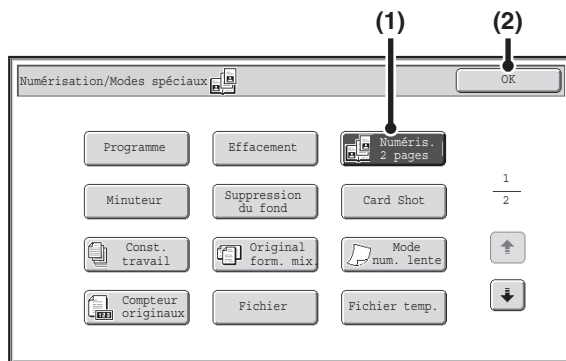 (1) (2)
Numérisation/Modes spéciaux
OK
Programme
Effacement
Numéris.
2 pages
Minuteur
Suppression
du fond
Card Shot
1
2
Const.
travail
Original
form. mix.
Mode
num. lente
Compteur
originaux
123
Fichier
Fichier temp.